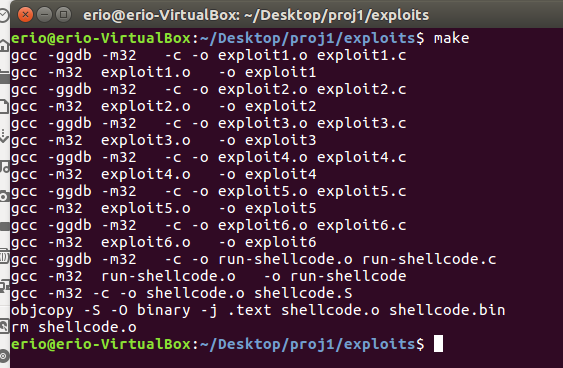 erio@erio-VirtualBox: ~/Desktop/proj1/exploits
erio@erio-VirtualBox:~/Desktop/proj1/exploits$ make
gcc -ggdb -m32   -c -o exploit1.o exploit1.c
gcc -m32  exploit1.o   -o exploit1
gcc -ggdb -m32   -c -o exploit2.o exploit2.c
gcc -m32  exploit2.o   -o exploit2
gcc -ggdb -m32   -c -o exploit3.o exploit3.c
gcc -m32  exploit3.o   -o exploit3
gcc -ggdb -m32   -c -o exploit4.o exploit4.c
gcc -m32  exploit4.o   -o exploit4
gcc -ggdb -m32   -c -o exploit5.o exploit5.c
gcc -m32  exploit5.o   -o exploit5
gcc -ggdb -m32   -c -o exploit6.o exploit6.c
gcc -m32  exploit6.o   -o exploit6
gcc -ggdb -m32   -c -o run-shellcode.o run-shellcode.c
gcc -m32  run-shellcode.o   -o run-shellcode
gcc -m32 -c -o shellcode.o shellcode.S
objcopy -S -O binary -j .text shellcode.o shellcode.bin
rm shellcode.o
erio@erio-VirtualBox:~/Desktop/proj1/exploits$